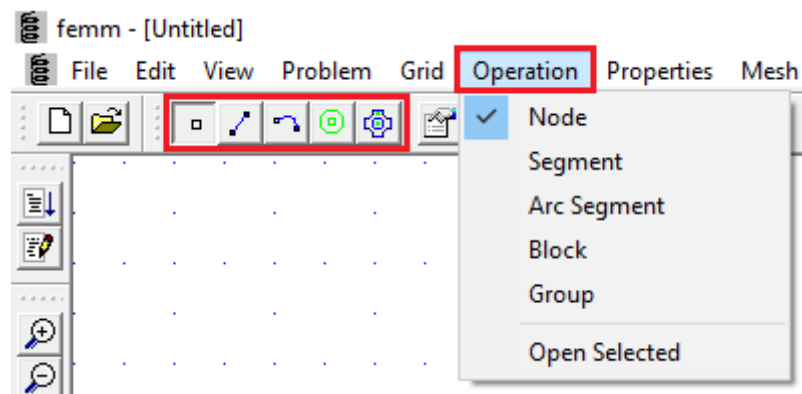 femm - [Untitled]
File Edit View Problem Grid Operation Properties Mesh
Node
Segment
Arc Segment
Block
Group
Open Selected